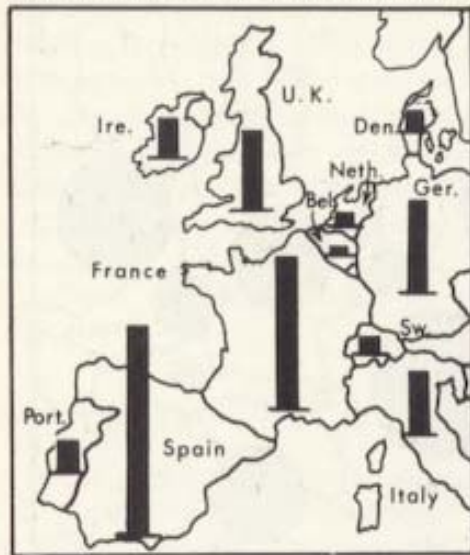 U.K.
Ire.
Den.
Neth.
Ger.
Bel.
France
Sw.
Port.
Spain
Italy